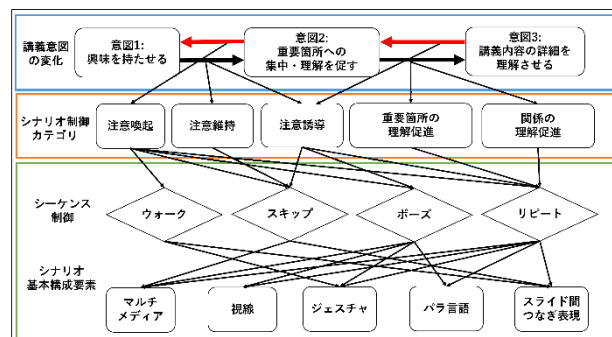 講義意図
の変化
意図1:
興味を持たせる
意図2:
重要箇所への
集中・理解を促す
意図3:
講義内容の詳細を
理解させる
シナリオ制御
カテゴリ
注意喚起
注意維持
注意誘導
重要箇所の
理解促進
関係の
理解促進
シーケンス
制御
ウォーク
スキップ
ポーズ
リピート
シナリオ
基本構成要素
マルチ
メディア
視線
ジェスチャ
パラ言語
スライド間
つなぎ表現